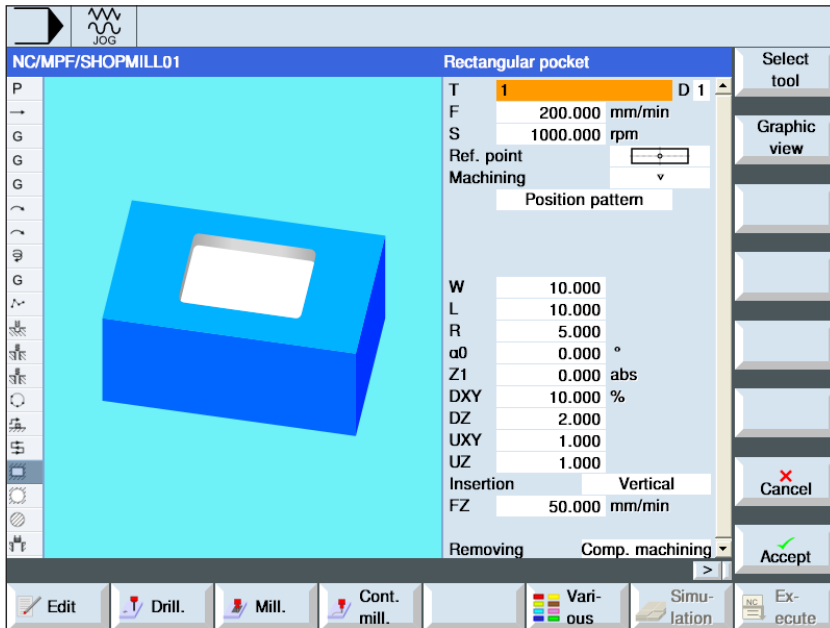 JOG
NC/MPF/SHOPMILL01
Rectangular pocket
T 1 D 1
F 200.000 mm/min
S 1000.000 rpm
Ref. point
Machining v
Position pattern
W 10.000
L 10.000
R 5.000
α0 0.000 °
Z1 0.000 abs
DXY 10.000 %
DZ 2.000
UXY 1.000
UZ 1.000
Insertion Vertical
FZ 50.000 mm/min
Removing Comp. machining
>
P
G
G
G
G
Select
tool
Graphic
view
Cancel
Accept
Edit
Drill.
Mill.
Cont.
mill.
Vari-
ous
Simu-
lation
NC
Ex-
ecute